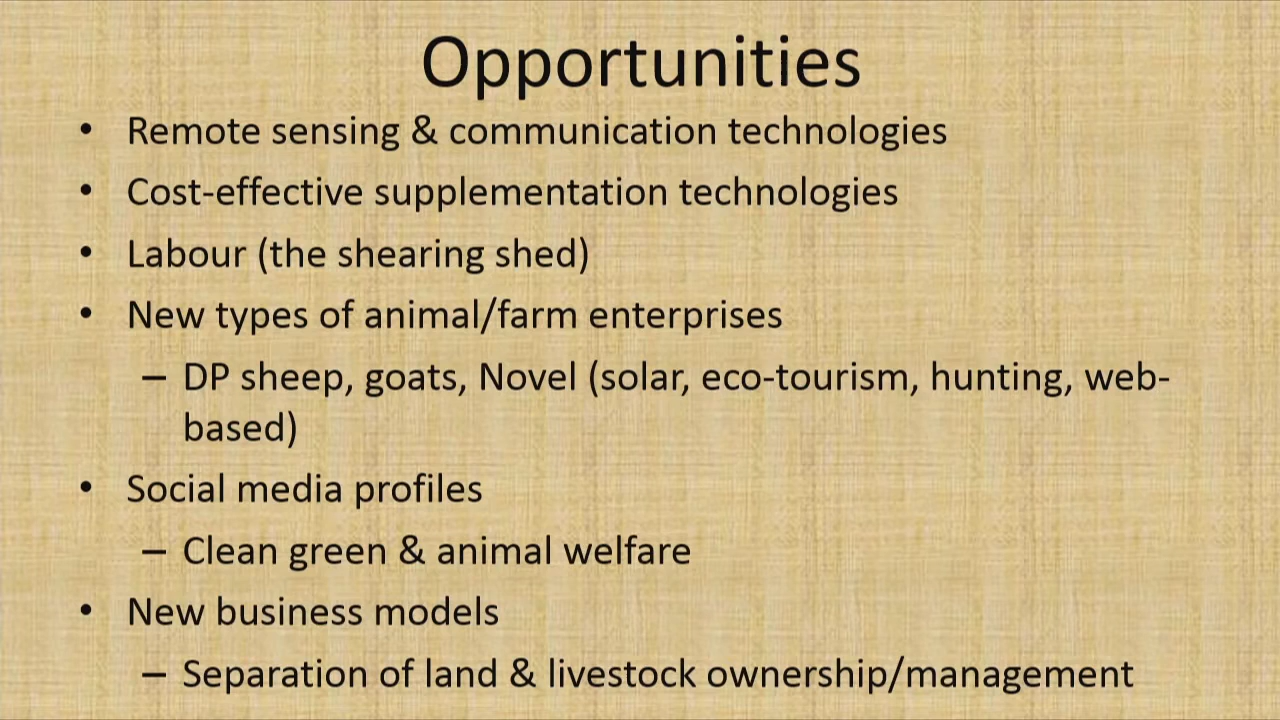 Opportunities
• Remote sensing & communication technologies
• Cost-effective supplementation technologies
• Labour (the shearing shed)
• New types of animal/farm enterprises
– DP sheep, goats, Novel (solar, eco-tourism, hunting, web-
based)
• Social media profiles
– Clean green & animal welfare
• New business models
– Separation of land & livestock ownership/management